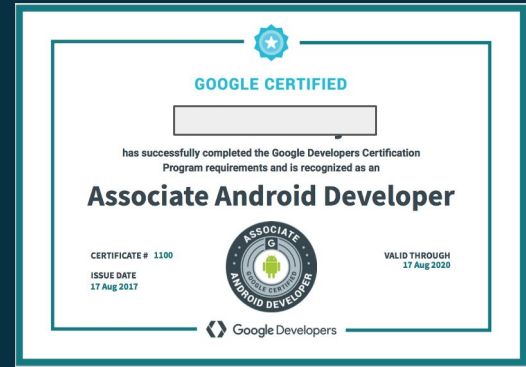 GOOGLE CERTIFIED
has successfully completed the Google Developers Certification
Program requirements and is recognized as an
Associate Android Developer
CERTIFICATE # 1100
ISSUE DATE
17 Aug 2017
ASSOCIATE
G
GOOGLE CERTIFIED
ANDROID DEVELOPER
VALID THROUGH
17 Aug 2020
Google Developers